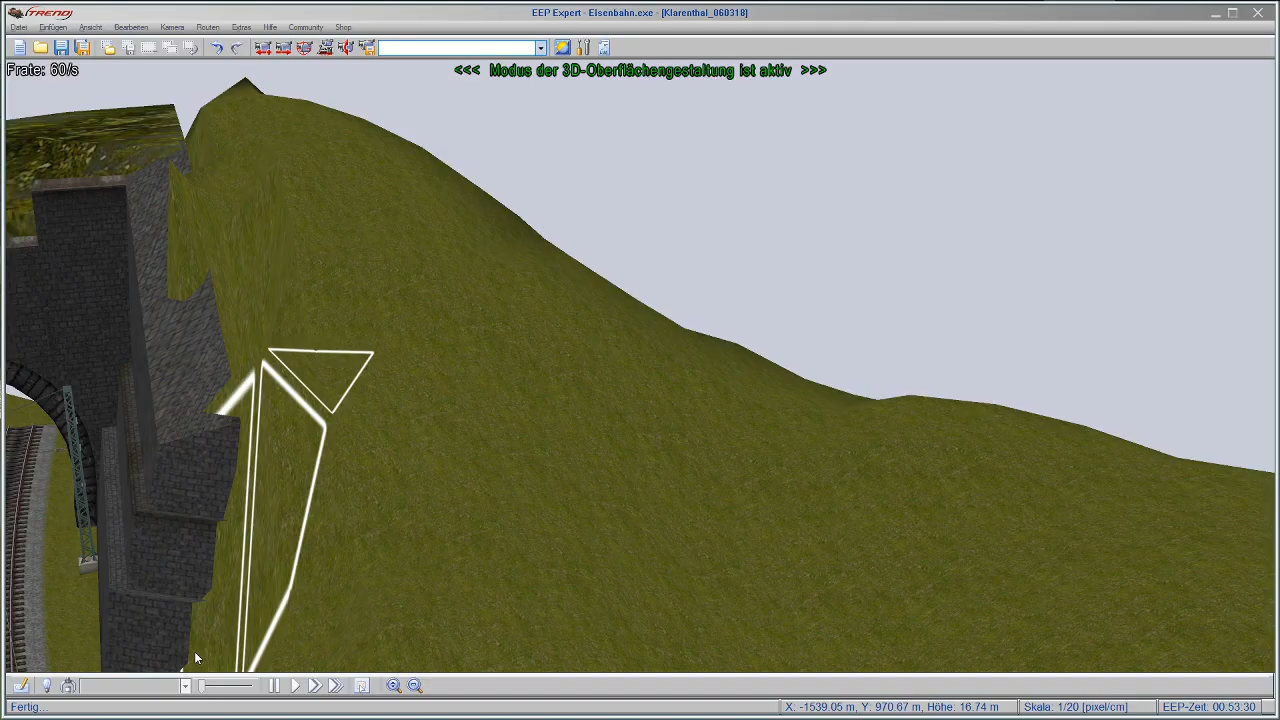 TREND
EEP Expert - Eisenbahn.exe - [Klarenthal_060318]
Datei Einfügen Ansicht Bearbeiten Kamera Routen Extras Hilfe Community Shop
Frate: 60/s
<<< Modus der 3D-Oberflächengestaltung ist aktiv >>>
Fertig...
X: -1539.05 m, Y: 970.67 m, Höhe: 16.74 m
Skala: 1/20 [pixel/cm]
EEP-Zeit: 00:53.30